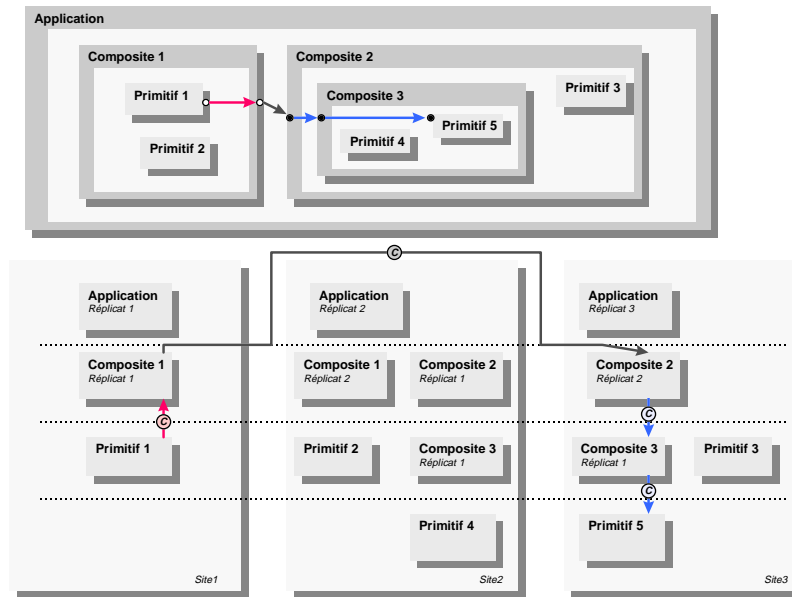 Application
Composite 1
Composite 2
Primitif 1
Primitif 2
Composite 3
Primitif 3
Primitif 4
Primitif 5
C
Application
Réplicat 1
Application
Réplicat 2
Application
Réplicat 3
Composite 1
Réplicat 1
Composite 1
Réplicat 2
Composite 2
Réplicat 1
Composite 2
Réplicat 2
C
C
Primitif 1
Primitif 2
Composite 3
Réplicat 1
Composite 3
Réplicat 1
Primitif 3
C
Primitif 4
Primitif 5
Site1
Site2
Site3